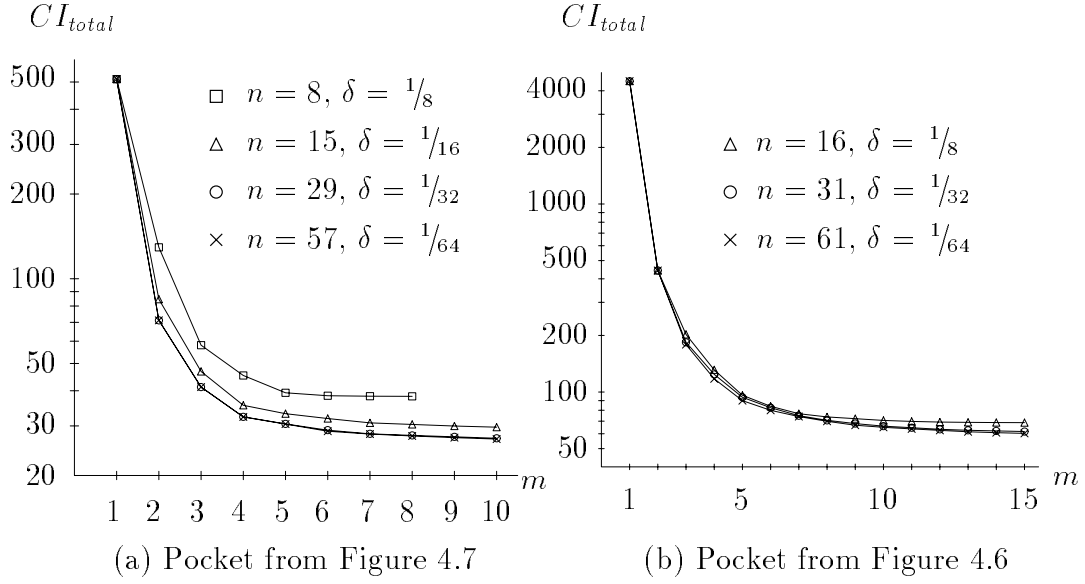 CI_total
500
300
200
100
50
30
20
1 2 3 4 5 6 7 8 9 10
m
□ n = 8, δ = 1/8
△ n = 15, δ = 1/16
○ n = 29, δ = 1/32
× n = 57, δ = 1/64
(a) Pocket from Figure 4.7
CI_total
4000
2000
1000
500
200
100
50
1 5 10 15
m
△ n = 16, δ = 1/8
○ n = 31, δ = 1/32
× n = 61, δ = 1/64
(b) Pocket from Figure 4.6